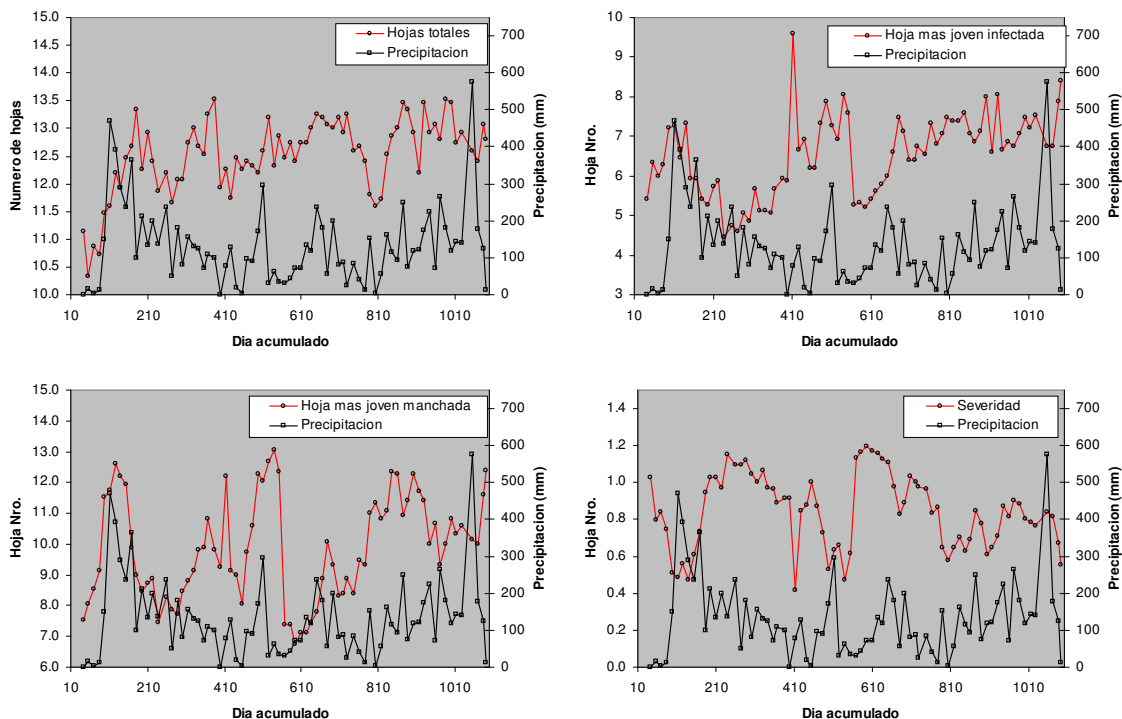 Hojas totales
Precipitacion
Numero de hojas
15.0
14.5
14.0
13.5
13.0
12.5
12.0
11.5
11.0
10.5
10.0
700
600
500
400
300
200
100
0
Precipitacion (mm)
10 210 410 610 810 1010
Dia acumulado
Hoja mas joven infectada
Precipitacion
Hoja Nro.
10
9
8
7
6
5
4
3
700
600
500
400
300
200
100
0
Precipitacion (mm)
10 210 410 610 810 1010
Dia acumulado
Hoja mas joven manchada
Precipitacion
Hoja Nro.
15.0
14.0
13.0
12.0
11.0
10.0
9.0
8.0
7.0
6.0
700
600
500
400
300
200
100
0
Precipitacion (mm)
10 210 410 610 810 1010
Dia acumulado
Severidad
Precipitacion
Hoja Nro.
1.4
1.2
1.0
0.8
0.6
0.4
0.2
0.0
700
600
500
400
300
200
100
0
Precipitacion (mm)
10 210 410 610 810 1010
Dia acumulado